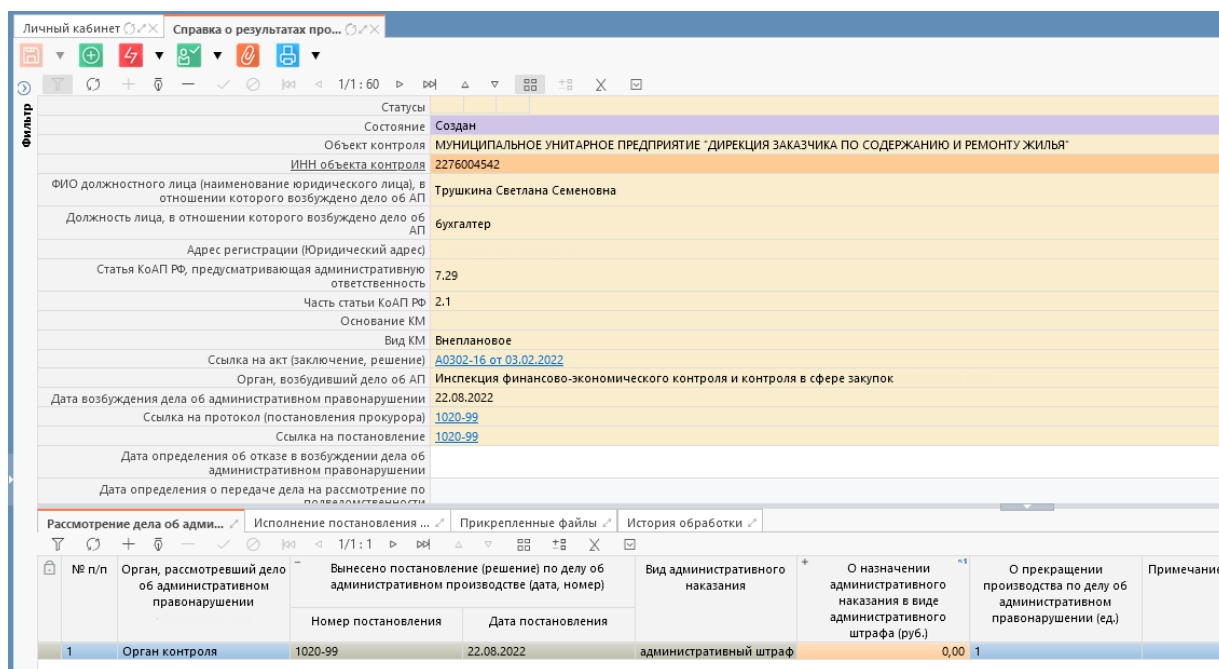 Личный кабинет Справка о результатах про...
1/1 : 60
Фильтр
Статусы
Состояние Создан
Объект контроля МУНИЦИПАЛЬНОЕ УНИТАРНОЕ ПРЕДПРИЯТИЕ "ДИРЕКЦИЯ ЗАКАЗЧИКА ПО СОДЕРЖАНИЮ И РЕМОНТУ ЖИЛЬЯ"
ИНН объекта контроля 2276004542
ФИО должностного лица (наименование юридического лица), в
отношении которого возбуждено дело об АП Трушкина Светлана Семеновна
Должность лица, в отношении которого возбуждено дело об
АП бухгалтер
Адрес регистрации (Юридический адрес)
Статья КоАП РФ, предусматривающая административную
ответственность 7.29
Часть статьи КоАП РФ 2.1
Основание КМ
Вид КМ Внеплановое
Ссылка на акт (заключение, решение) А0302-16 от 03.02.2022
Орган, возбудивший дело об АП Инспекция финансово-экономического контроля и контроля в сфере закупок
Дата возбуждения дела об административном правонарушении 22.08.2022
Ссылка на протокол (постановления прокурора) 1020-99
Ссылка на постановление 1020-99
Дата определения об отказе в возбуждении дела об
административном правонарушении
Дата определения о передаче дела на рассмотрение по
подведомственности
Рассмотрение дела об адми... Исполнение постановления ... Прикрепленные файлы История обработки
1/1 : 1
№ п/п Орган, рассмотревший дело
об административном
правонарушении
Вынесено постановление (решение) по делу об
административном производстве (дата, номер)
Номер постановления Дата постановления
Вид административного
наказания
О назначении
административного
наказания в виде
административного
штрафа (руб.)
О прекращении
производства по делу об
административном
правонарушении (ед.)
Примечание
1 Орган контроля 1020-99 22.08.2022 административный штраф 0,00 1